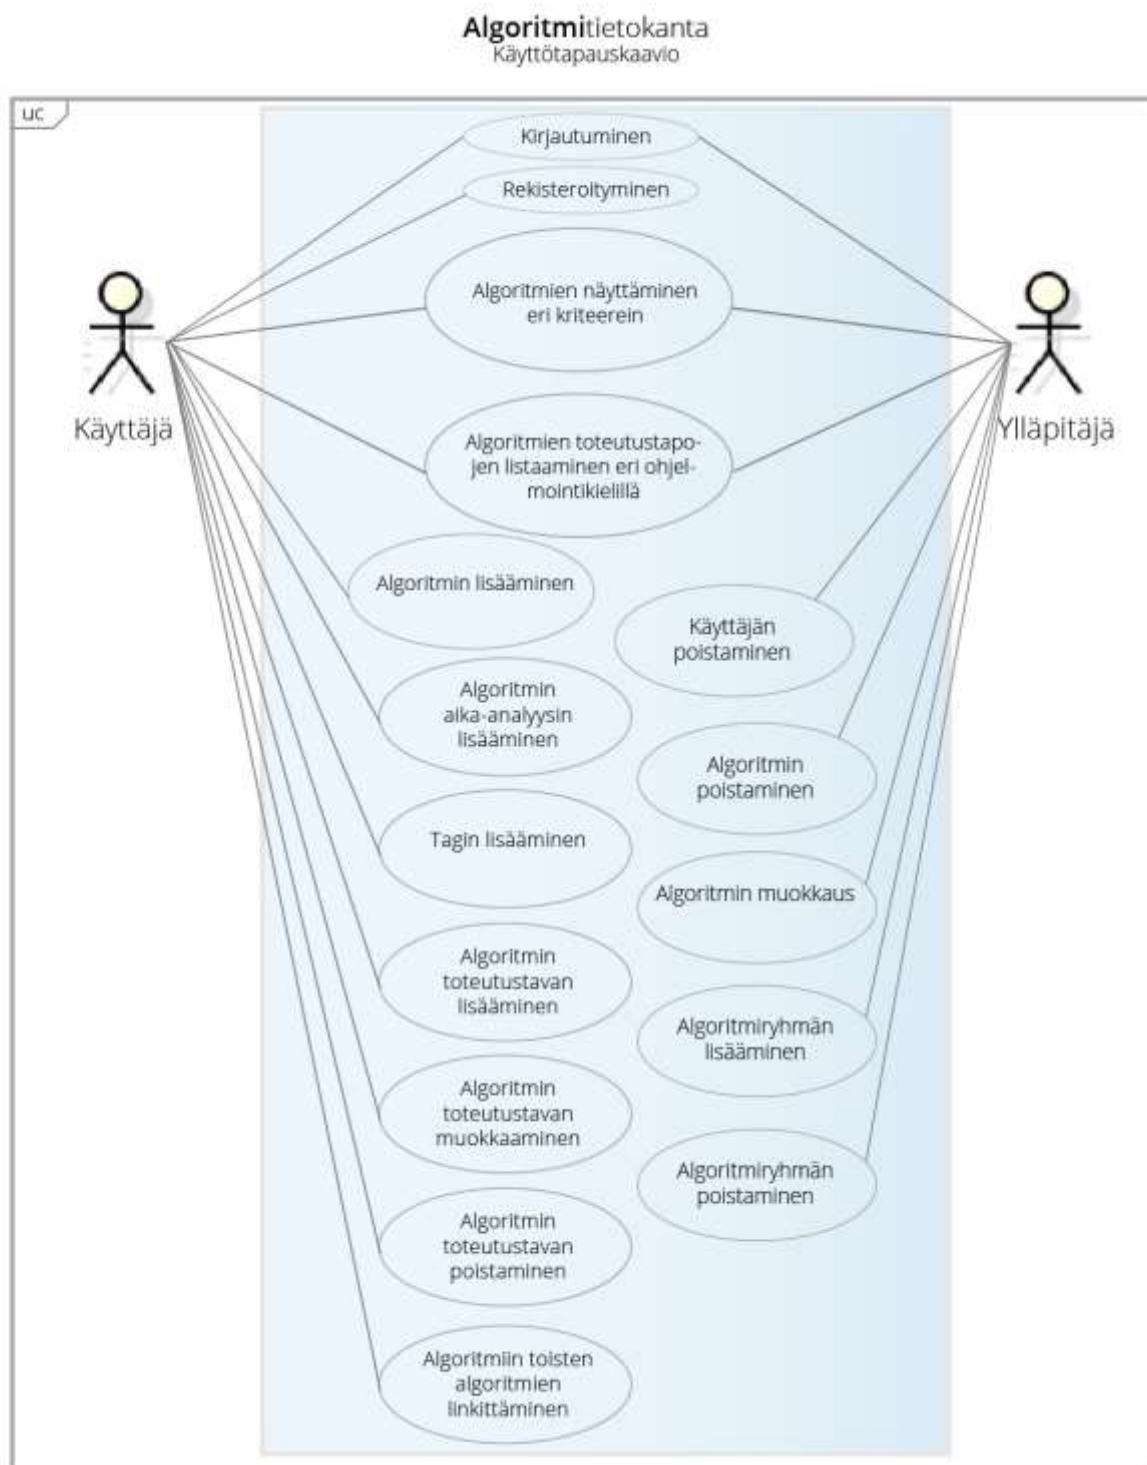 Algoritmitietokanta
Käyttötapauskaavio
uc
Kirjautuminen
Rekisteroityminen
Algoritmien näyttäminen
eri kriteerein
Käyttäjä
Ylläpitäjä
Algoritmien toteutustapo-
jen listaaminen eri ohjel-
mointikielillä
Algoritmin lisääminen
Käyttäjän
poistaminen
Algoritmin
aika-analyysin
lisääminen
Algoritmin
poistaminen
Tagin lisääminen
Algoritmin muokkaus
Algoritmin
toteutustavan
lisääminen
Algoritmiryhmän
lisääminen
Algoritmin
toteutustavan
muokkaaminen
Algoritmiryhmän
poistaminen
Algoritmin
toteutustavan
poistaminen
Algoritmiin toisten
algoritmien
linkittäminen